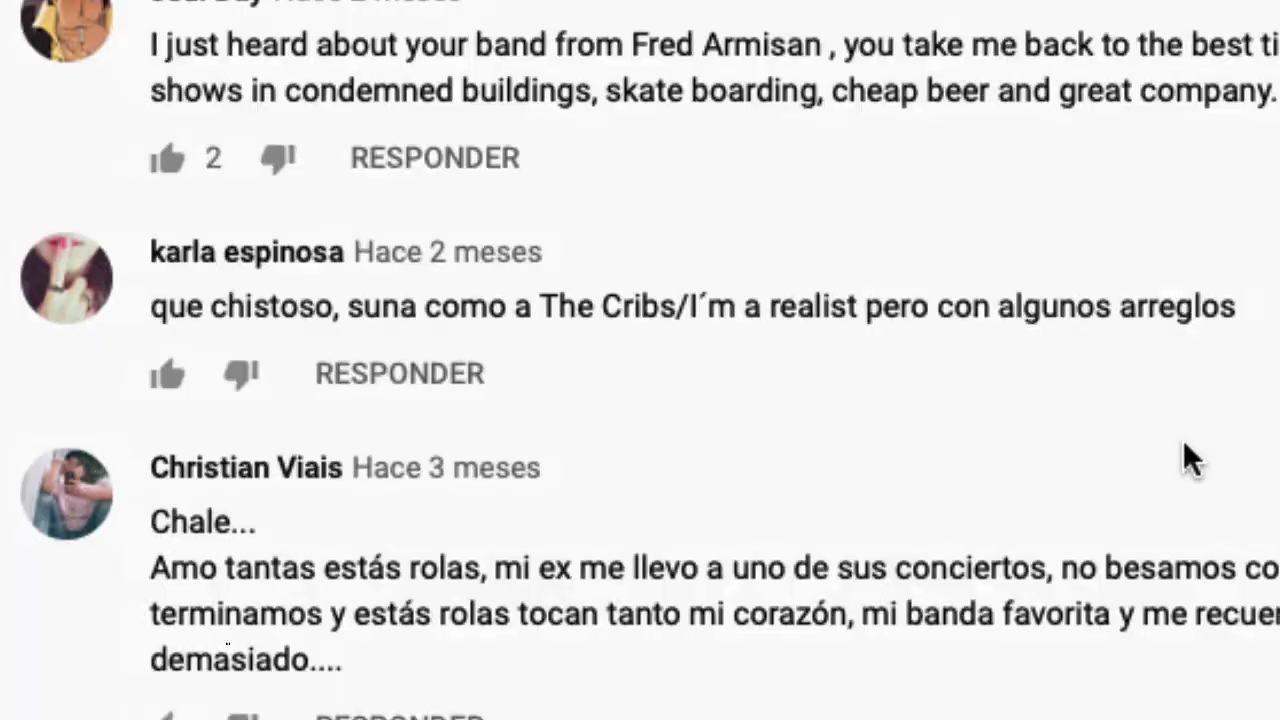 I just heard about your band from Fred Armisan , you take me back to the best
shows in condemned buildings, skate boarding, cheap beer and great company.
2 RESPONDER
karla espinosa Hace 2 meses
que chistoso, suna como a The Cribs/I´m a realist pero con algunos arreglos
RESPONDER
Christian Viais Hace 3 meses
Chale...
Amo tantas estás rolas, mi ex me llevo a uno de sus conciertos, no besamos
terminamos y estás rolas tocan tanto mi corazón, mi banda favorita y me
demasiado....
RESPONDER